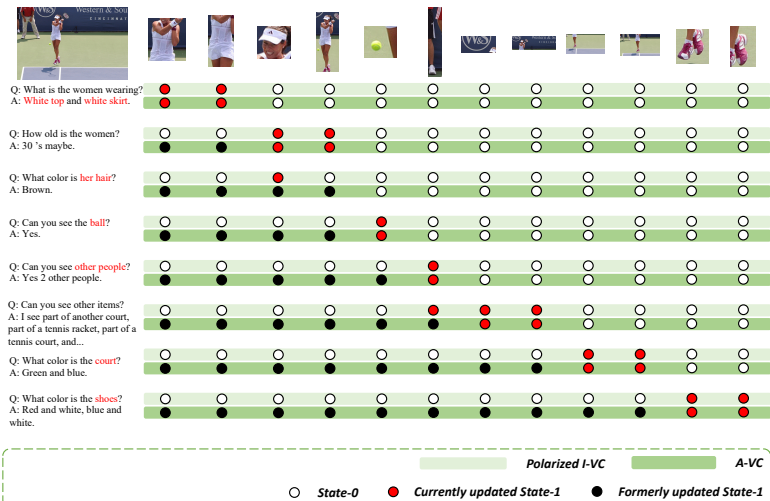 Western & Sou
CINCINNATI
W&S
Q: What is the women wearing?
A: White top and white skirt.
Q: How old is the women?
A: 30 's maybe.
Q: What color is her hair?
A: Brown.
Q: Can you see the ball?
A: Yes.
Q: Can you see other people?
A: Yes 2 other people.
Q: Can you see other items?
A: I see part of another court,
part of a tennis racket, part of a
tennis court, and...
Q: What color is the court?
A: Green and blue.
Q: What color is the shoes?
A: Red and white, blue and
white.
Polarized I-VC
A-VC
State-0
Currently updated State-1
Formerly updated State-1